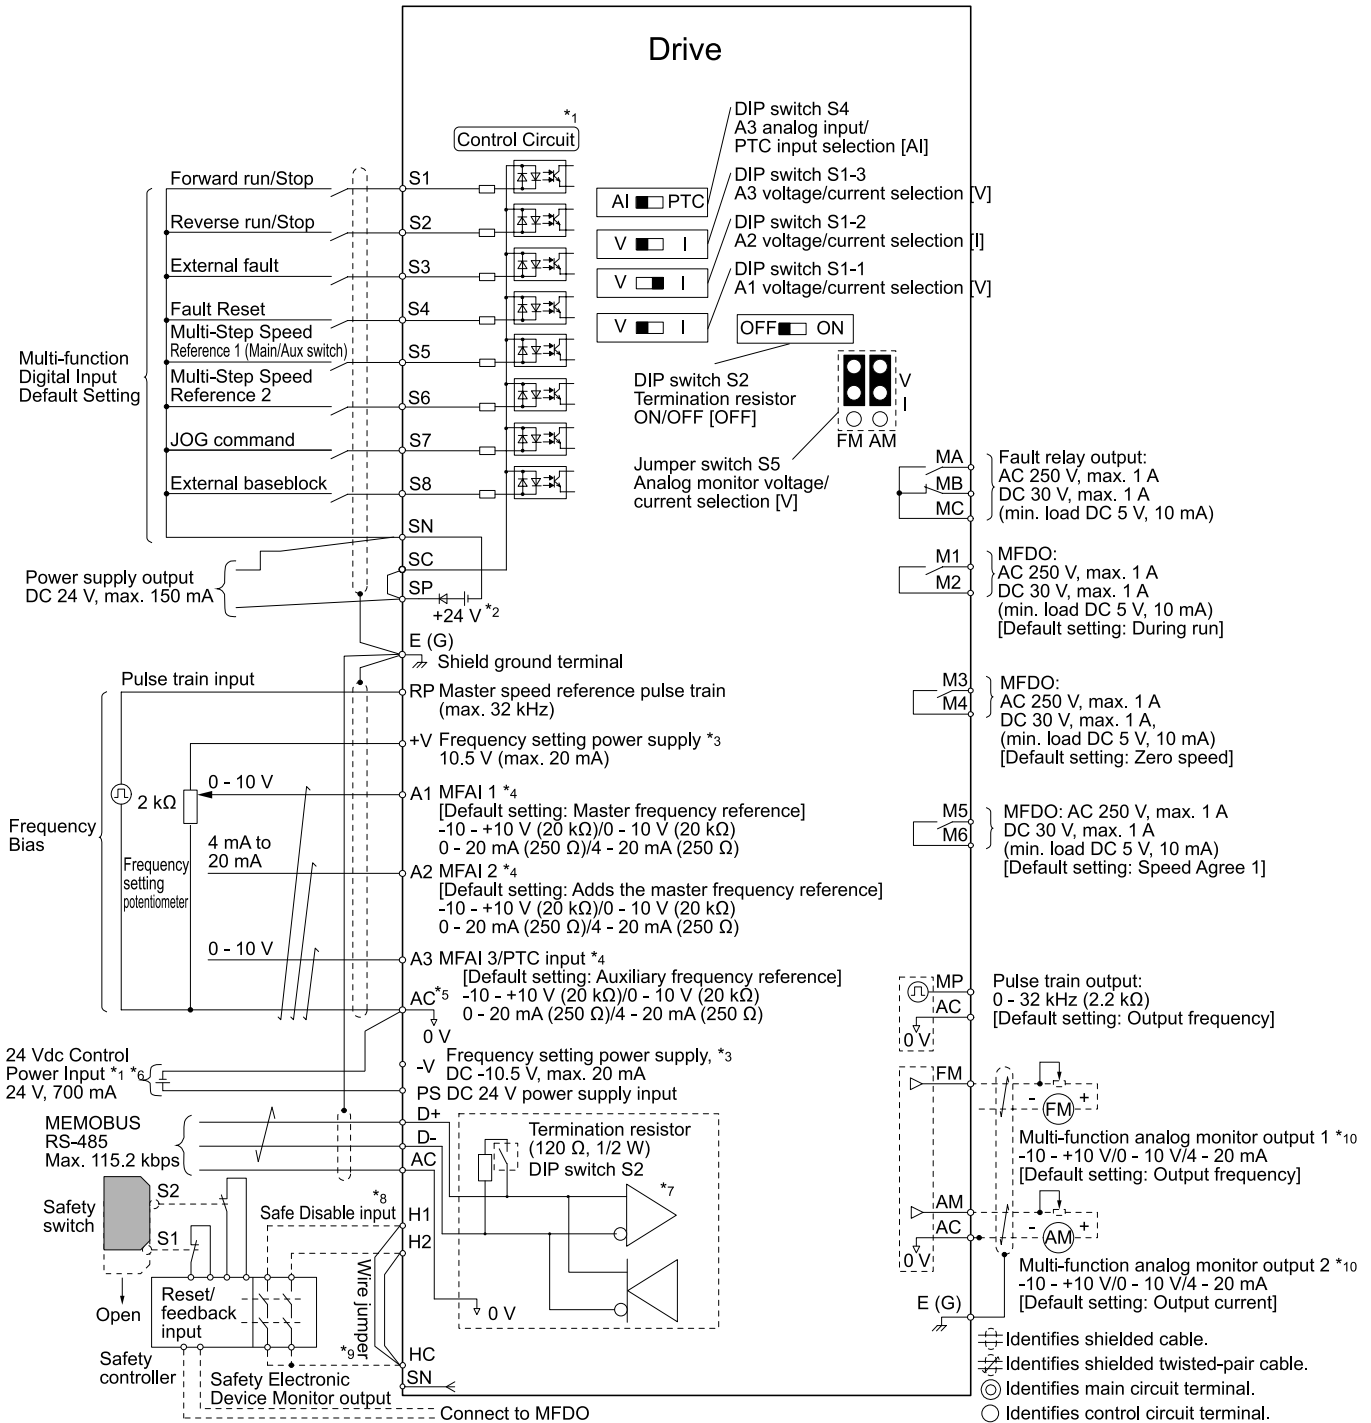 Drive
*1
Control Circuit
DIP switch S4
A3 analog input/
PTC input selection [AI]
DIP switch S1-3
A3 voltage/current selection [V]
DIP switch S1-2
A2 voltage/current selection [I]
DIP switch S1-1
A1 voltage/current selection [V]
AI PTC
V I
V I
V I
OFF ON
DIP switch S2
Termination resistor
ON/OFF [OFF]
V
I
FM AM
Jumper switch S5
Analog monitor voltage/
current selection [V]
Multi-function
Digital Input
Default Setting
Forward run/Stop
S1
Reverse run/Stop
S2
External fault
S3
Fault Reset
S4
Multi-Step Speed
Reference 1 (Main/Aux switch)
S5
Multi-Step Speed
Reference 2
S6
JOG command
S7
External baseblock
S8
SN
SC
SP
+24 V *2
Power supply output
DC 24 V, max. 150 mA
E (G)
Shield ground terminal
MA
MB
MC
Fault relay output:
AC 250 V, max. 1 A
DC 30 V, max. 1 A
(min. load DC 5 V, 10 mA)
M1
M2
MFDO:
AC 250 V, max. 1 A
DC 30 V, max. 1 A
(min. load DC 5 V, 10 mA)
[Default setting: During run]
M3
M4
MFDO:
AC 250 V, max. 1 A
DC 30 V, max. 1 A,
(min. load DC 5 V, 10 mA)
[Default setting: Zero speed]
M5
M6
MFDO: AC 250 V, max. 1 A
DC 30 V, max. 1 A
(min. load DC 5 V, 10 mA)
[Default setting: Speed Agree 1]
Frequency
Bias
Pulse train input
RP Master speed reference pulse train
(max. 32 kHz)
+V Frequency setting power supply *3
10.5 V (max. 20 mA)
2 kΩ
0 - 10 V
Frequency
setting
potentiometer
A1 MFAI 1 *4
[Default setting: Master frequency reference]
-10 - +10 V (20 kΩ)/0 - 10 V (20 kΩ)
0 - 20 mA (250 Ω)/4 - 20 mA (250 Ω)
4 mA to
20 mA
A2 MFAI 2 *4
[Default setting: Adds the master frequency reference]
-10 - +10 V (20 kΩ)/0 - 10 V (20 kΩ)
0 - 20 mA (250 Ω)/4 - 20 mA (250 Ω)
0 - 10 V
A3 MFAI 3/PTC input *4
[Default setting: Auxiliary frequency reference]
-10 - +10 V (20 kΩ)/0 - 10 V (20 kΩ)
0 - 20 mA (250 Ω)/4 - 20 mA (250 Ω)
AC*5
0 V
-V Frequency setting power supply, *3
DC -10.5 V, max. 20 mA
24 Vdc Control
Power Input *1 *6
24 V, 700 mA
PS DC 24 V power supply input
MEMOBUS
RS-485
Max. 115.2 kbps
D+
D-
AC
Termination resistor
(120 Ω, 1/2 W)
DIP switch S2
*7
0 V
MP
AC
0 V
Pulse train output:
0 - 32 kHz (2.2 kΩ)
[Default setting: Output frequency]
FM
- +
FM
Multi-function analog monitor output 1 *10
-10 - +10 V/0 - 10 V/4 - 20 mA
[Default setting: Output frequency]
AM
AC
0 V
- +
AM
Multi-function analog monitor output 2 *10
-10 - +10 V/0 - 10 V/4 - 20 mA
[Default setting: Output current]
E (G)
Safety
switch
S2
S1
Open
*8
Safe Disable input
H1
H2
Wire jumper
Reset/
feedback
input
Safety
controller
*9
HC
SN
Safety Electronic
Device Monitor output
Connect to MFDO
Identifies shielded cable.
Identifies shielded twisted-pair cable.
Identifies main circuit terminal.
Identifies control circuit terminal.